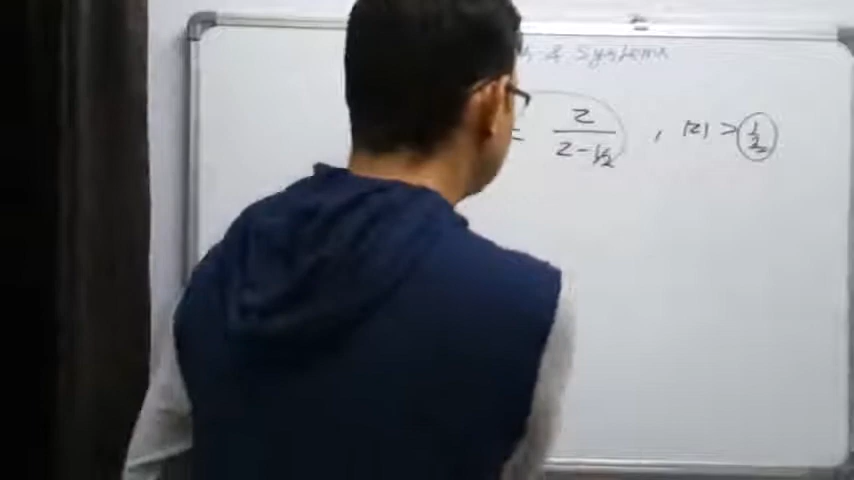 & Systems
= z / (z - 1/2) , |z| > 1/2